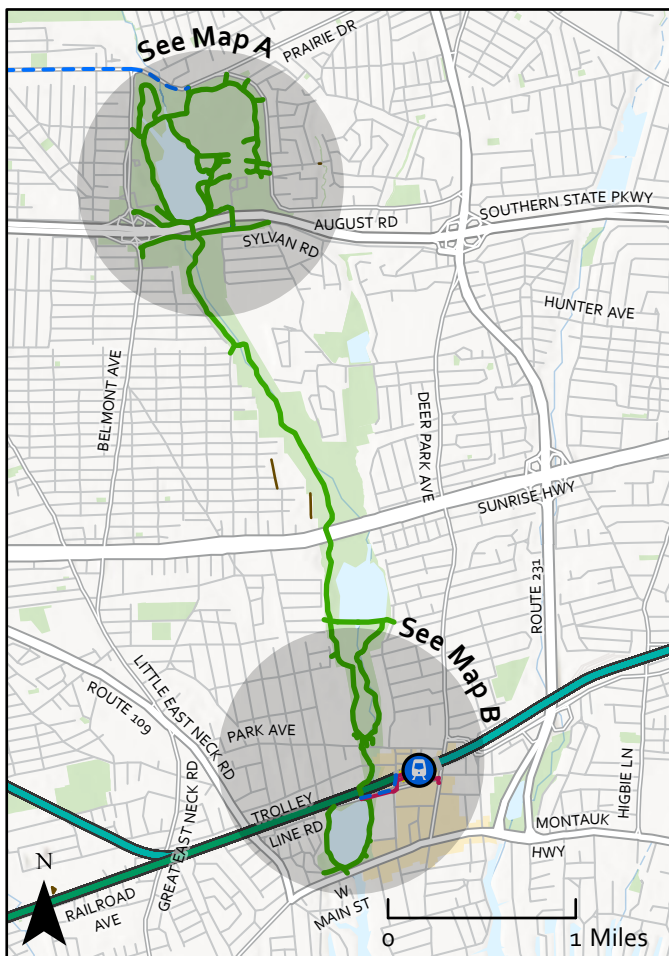 See Map A
PRAIRIE DR
SOUTHERN STATE PKWY
AUGUST RD
SYLVAN RD
HUNTER AVE
BELMONT AVE
DEER PARK AVE
SUNRISE HWY
ROUTE 231
See Map B
LITTLE EAST NECK RD
ROUTE 109
PARK AVE
GREAT EAST NECK RD
TROLLEY
LINE RD
HIGBIE LN
MONTAUK
HWY
N
RAILROAD
AVE
W
MAIN ST
0 1 Miles